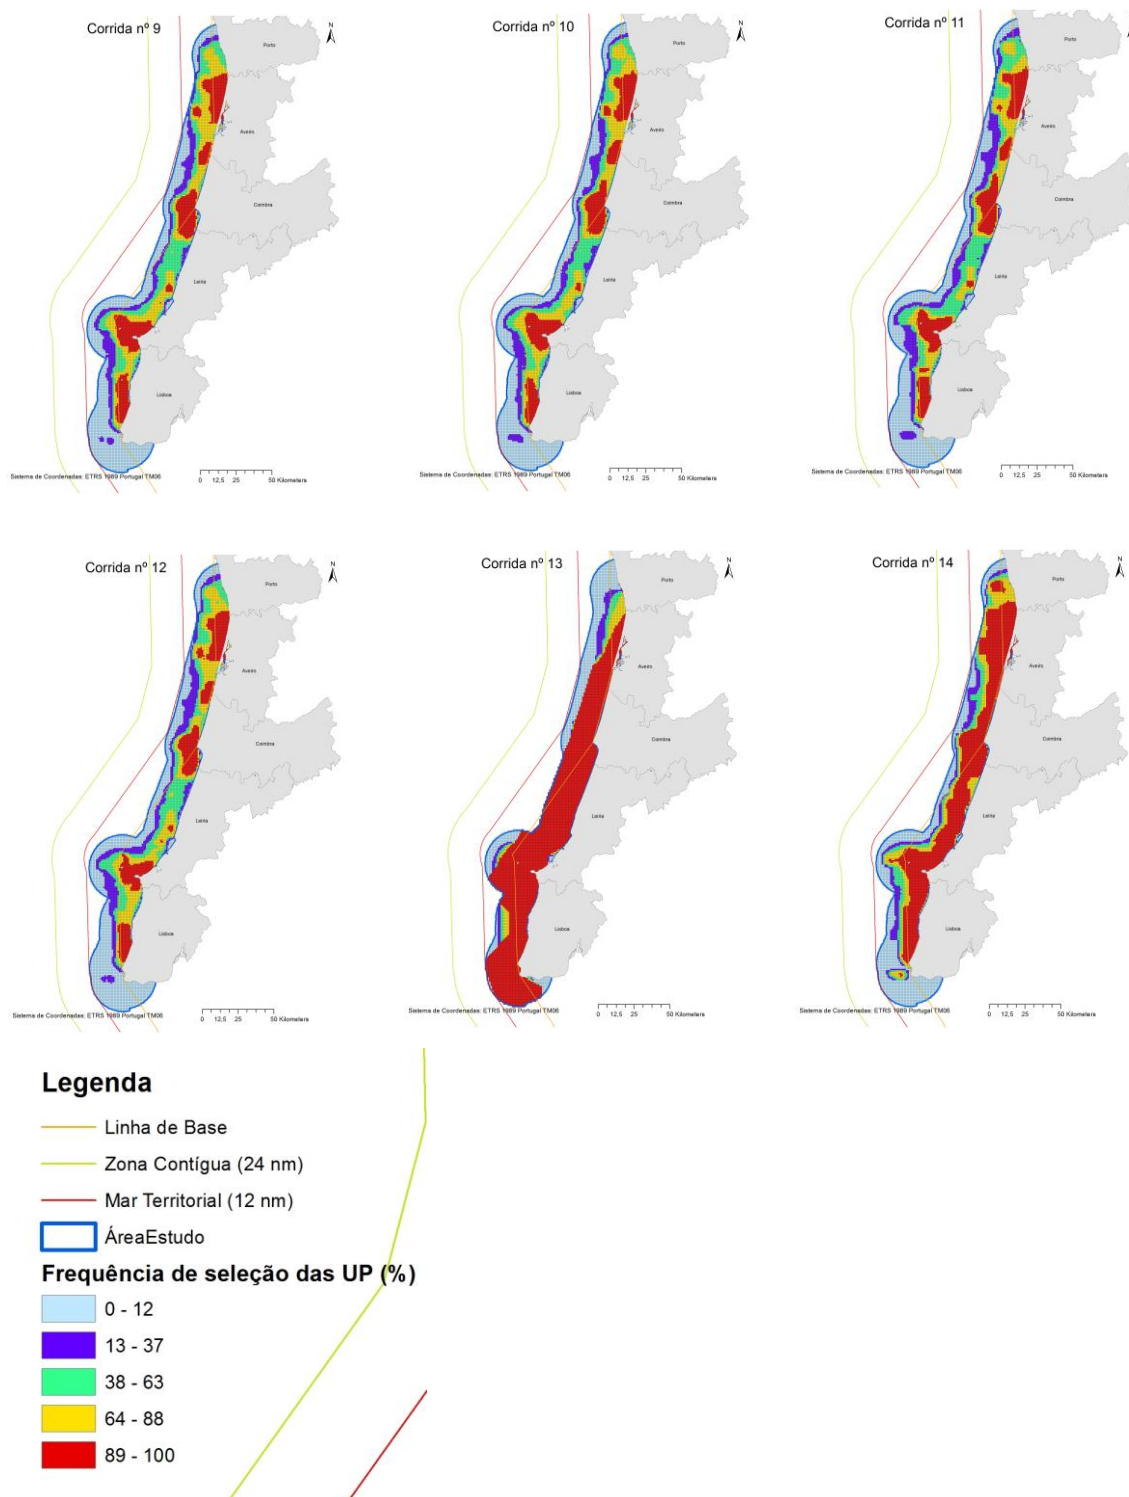 Corrida nº 9
N
Porto
Aveiro
Coimbra
Leiria
Lisboa
Sistema de Coordenadas: ETRS 1989 Portugal TM06
0 12,5 25 50 Kilometers
Corrida nº 10
N
Porto
Aveiro
Coimbra
Leiria
Lisboa
Sistema de Coordenadas: ETRS 1989 Portugal TM06
0 12,5 25 50 Kilometers
Corrida nº 11
Porto
Aveiro
Coimbra
Leiria
Lisboa
Sistema de Coordenadas: ETRS 1989 Portugal TM06
0 12,5 25 50 Kilometers
Corrida nº 12
N
Porto
Aveiro
Coimbra
Leiria
Lisboa
Sistema de Coordenadas: ETRS 1989 Portugal TM06
0 12,5 25 50 Kilometers
Corrida nº 13
N
Porto
Aveiro
Coimbra
Leiria
Lisboa
Sistema de Coordenadas: ETRS 1989 Portugal TM06
0 12,5 25 50 Kilometers
Corrida nº 14
N
Porto
Aveiro
Coimbra
Leiria
Lisboa
Sistema de Coordenadas: ETRS 1989 Portugal TM06
0 12,5 25 50 Kilometers
Legenda
Linha de Base
Zona Contígua (24 nm)
Mar Territorial (12 nm)
ÁreaEstudo
Frequência de seleção das UP (%)
0 - 12
13 - 37
38 - 63
64 - 88
89 - 100